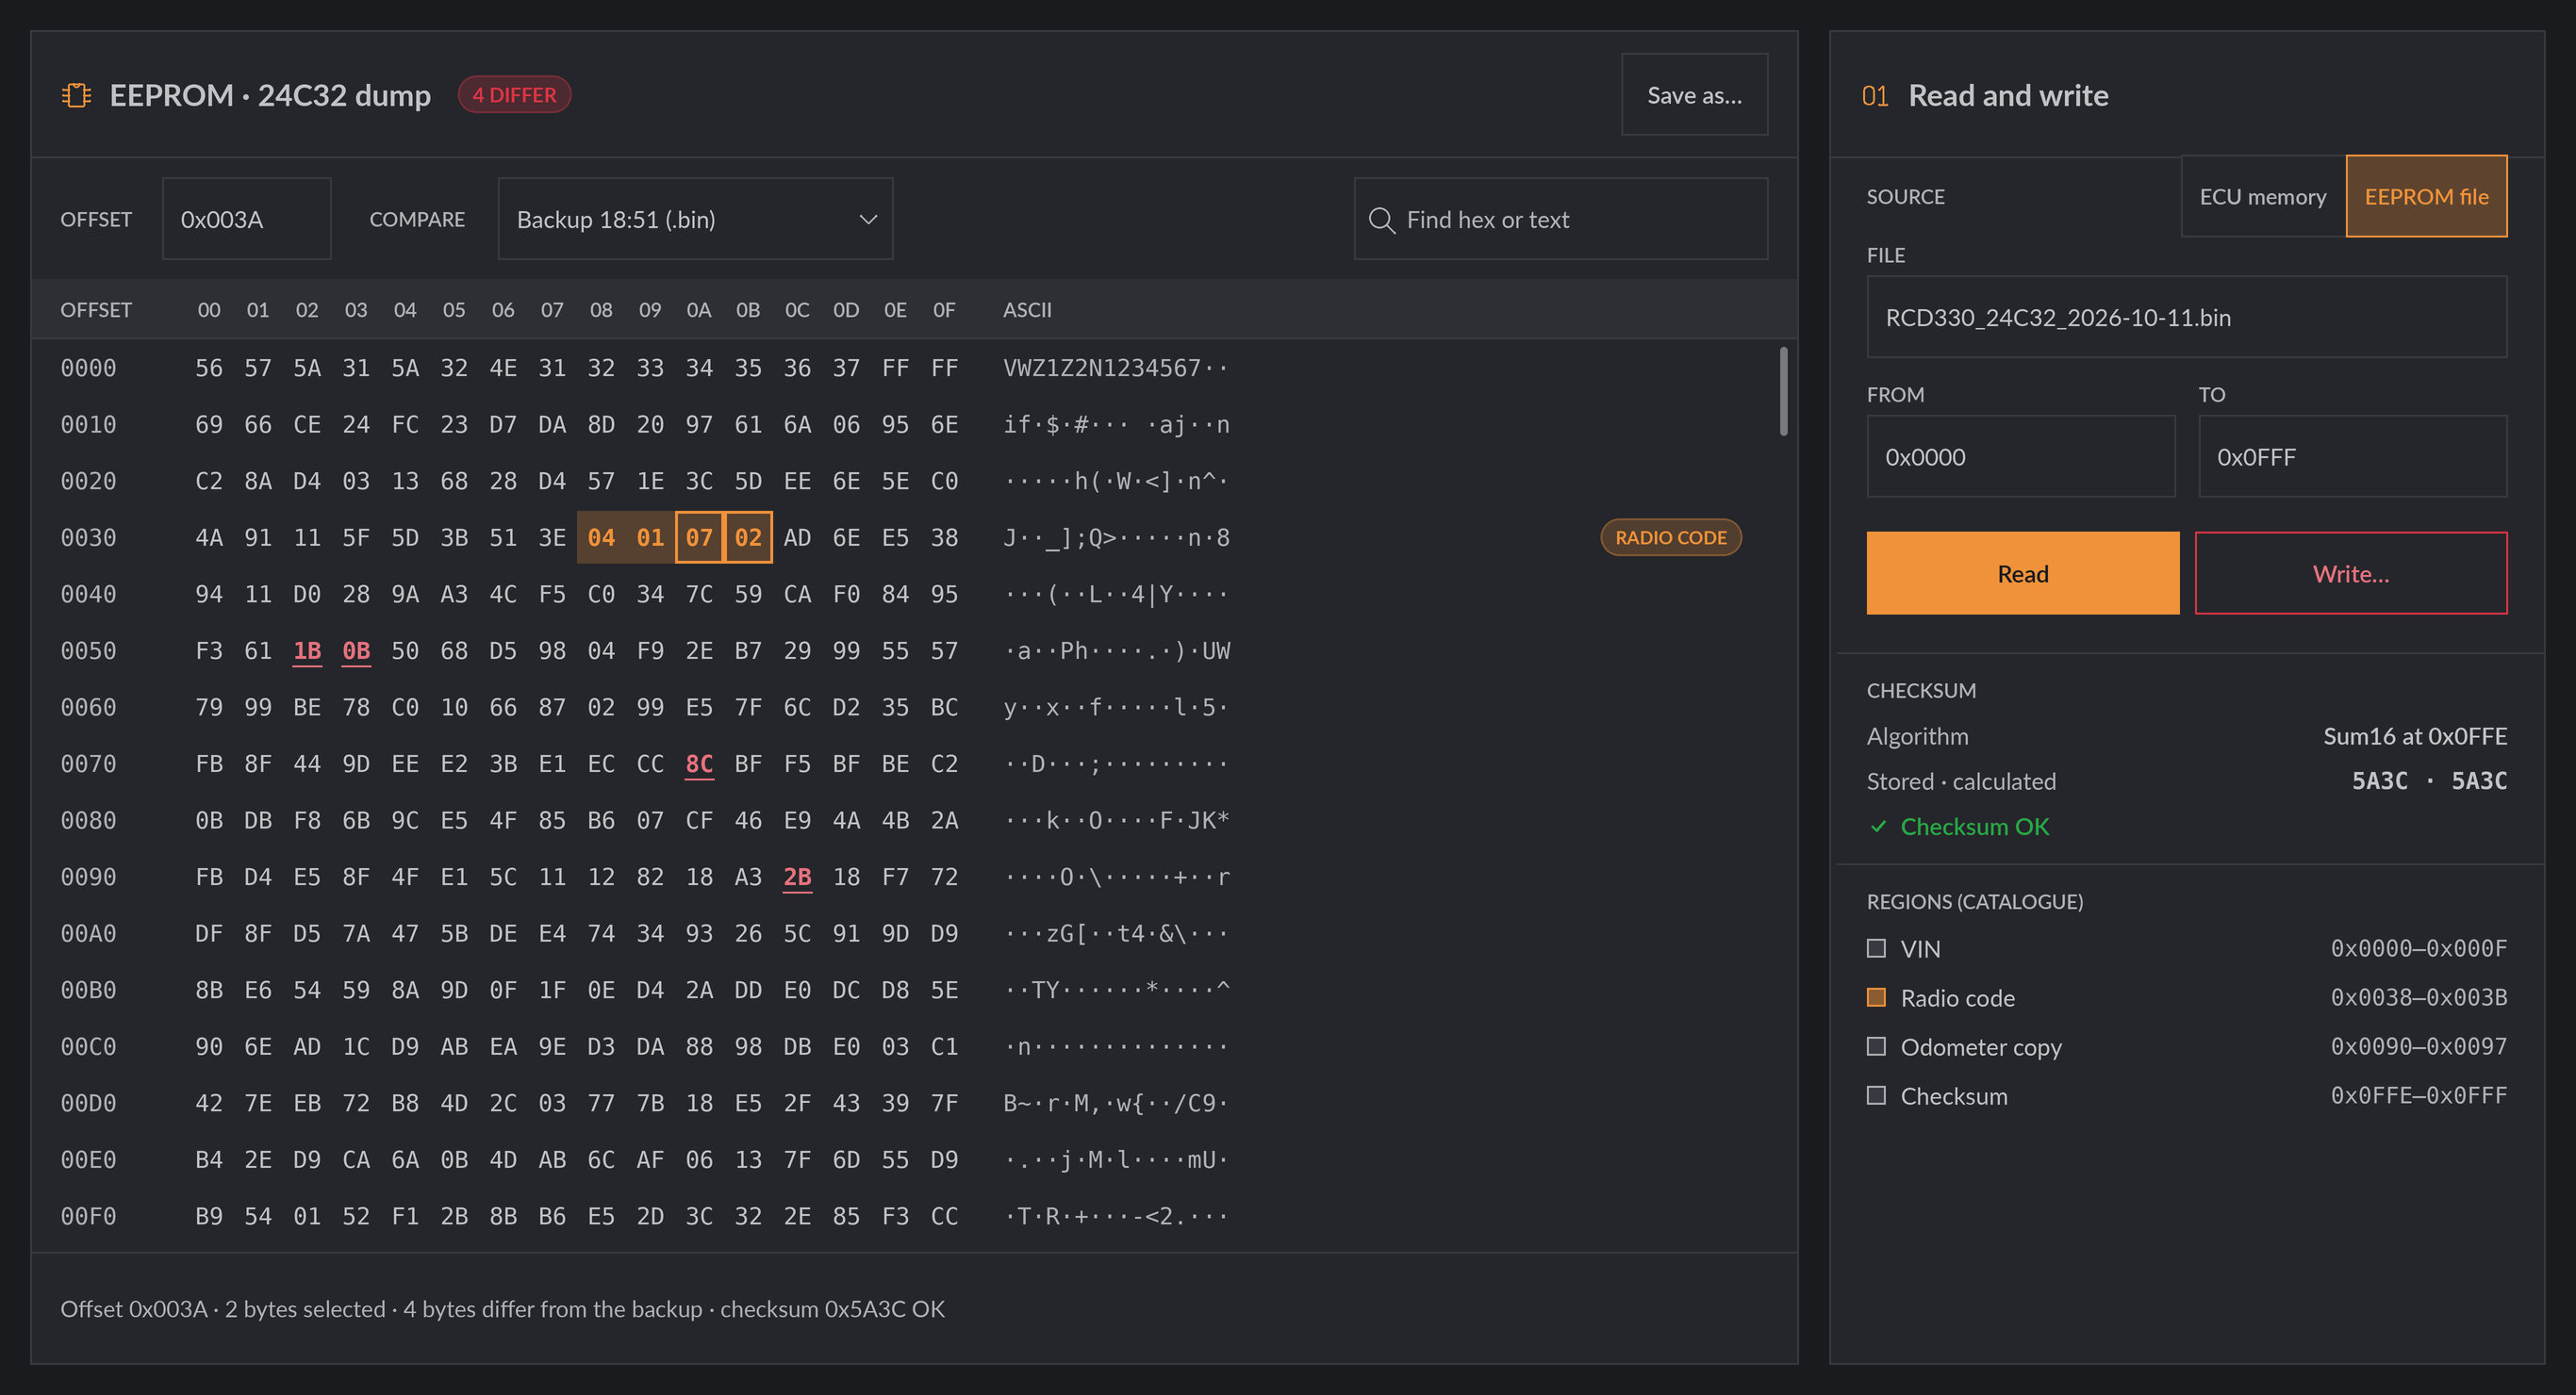 EEPROM · 24C32 dump 4 DIFFER Save as...
OFFSET 0x003A COMPARE Backup 18:51 (.bin) Find hex or text
OFFSET 00 01 02 03 04 05 06 07 08 09 0A 0B 0C 0D 0E 0F ASCII
0000 56 57 5A 31 5A 32 4E 31 32 33 34 35 36 37 FF FF VWZ1Z2N1234567··
0010 69 66 CE 24 FC 23 D7 DA 8D 20 97 61 6A 06 95 6E if·$·#··· ·aj··n
0020 C2 8A D4 03 13 68 28 D4 57 1E 3C 5D EE 6E 5E C0 ·····h(·W·<]·n^·
0030 4A 91 11 5F 5D 3B 51 3E 04 01 07 02 AD 6E E5 38 J··_];Q>·····n·8 RADIO CODE
0040 94 11 D0 28 9A A3 4C F5 C0 34 7C 59 CA F0 84 95 ···(··L··4|Y····
0050 F3 61 1B 0B 50 68 D5 98 04 F9 2E B7 29 99 55 57 ·a··Ph····.·)·UW
0060 79 99 BE 78 C0 10 66 87 02 99 E5 7F 6C D2 35 BC y··x··f·····l·5·
0070 FB 8F 44 9D EE E2 3B E1 EC CC 8C BF F5 BF BE C2 ··D···;·········
0080 0B DB F8 6B 9C E5 4F 85 B6 07 CF 46 E9 4A 4B 2A ···k··O····F·JK*
0090 FB D4 E5 8F 4F E1 5C 11 12 82 18 A3 2B 18 F7 72 ····O·\·····+··r
00A0 DF 8F D5 7A 47 5B DE E4 74 34 93 26 5C 91 9D D9 ···zG[··t4·&\···
00B0 8B E6 54 59 8A 9D 0F 1F 0E D4 2A DD E0 DC D8 5E ··TY······*····^
00C0 90 6E AD 1C D9 AB EA 9E D3 DA 88 98 DB E0 03 C1 ·n··············
00D0 42 7E EB 72 B8 4D 2C 03 77 7B 18 E5 2F 43 39 7F B~·r·M,·w{··/C9·
00E0 B4 2E D9 CA 6A 0B 4D AB 6C AF 06 13 7F 6D 55 D9 ·.··j·M·l····mU·
00F0 B9 54 01 52 F1 2B 8B B6 E5 2D 3C 32 2E 85 F3 CC ·T·R·+···-<2.···
Offset 0x003A · 2 bytes selected · 4 bytes differ from the backup · checksum 0x5A3C OK
01 Read and write
SOURCE ECU memory EEPROM file
FILE
RCD330_24C32_2026-10-11.bin
FROM TO
0x0000 0x0FFF
Read Write...
CHECKSUM
Algorithm Sum16 at 0x0FFE
Stored · calculated 5A3C · 5A3C
Checksum OK
REGIONS (CATALOGUE)
VIN 0x0000–0x000F
Radio code 0x0038–0x003B
Odometer copy 0x0090–0x0097
Checksum 0x0FFE–0x0FFF